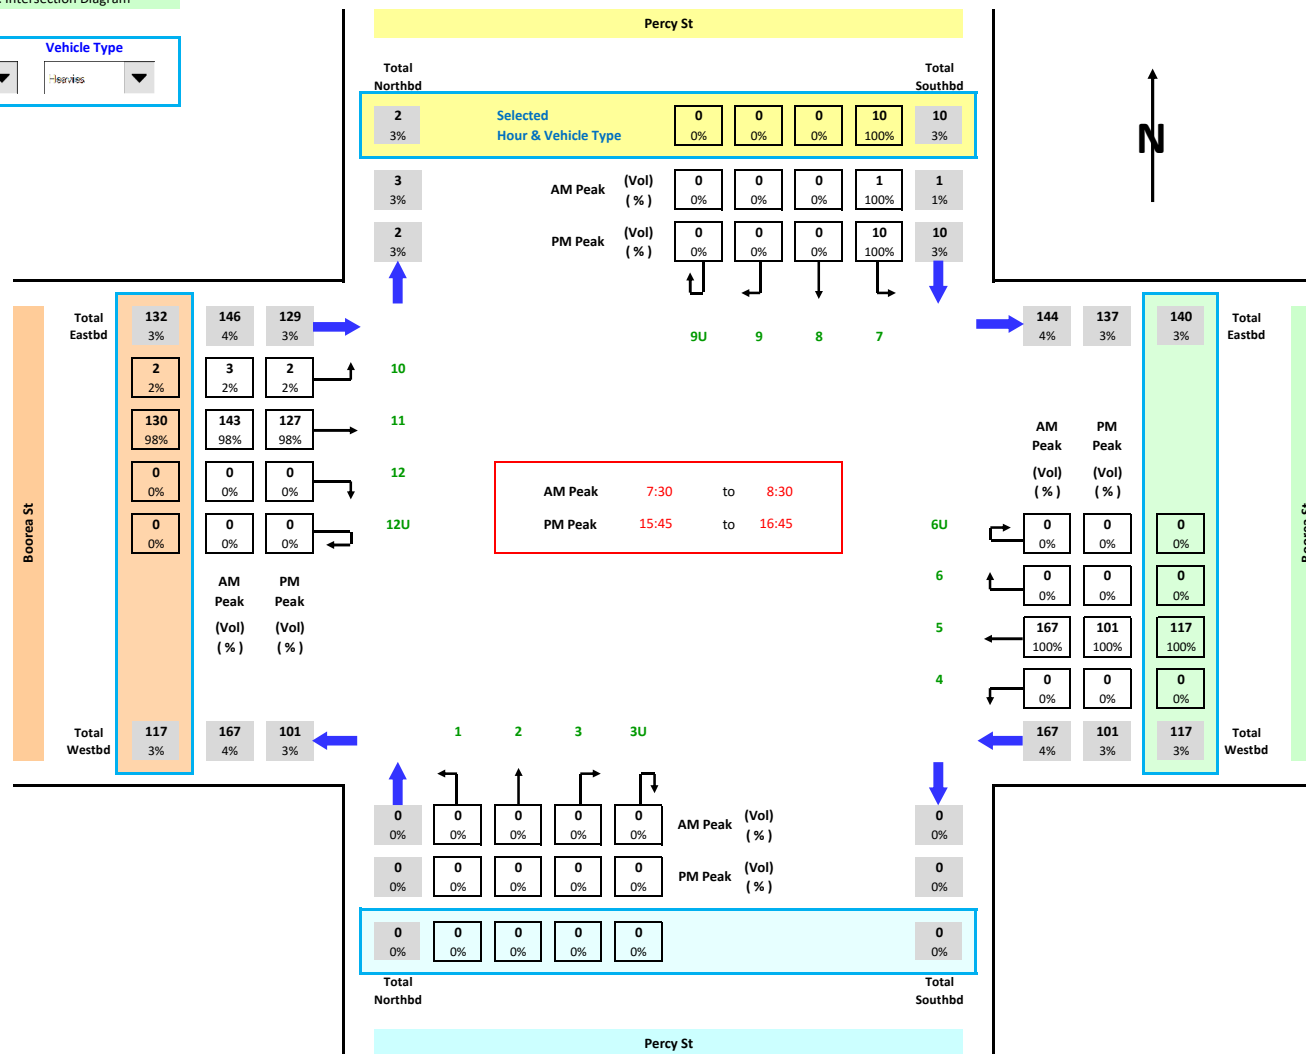 Intersection Diagram
Percy St
Vehicle Type
Heavies
Total
Northbd
Total
Southbd
2
3%
Selected
Hour & Vehicle Type
0 0 0 10 10
0% 0% 0% 100% 3%
N
3
3%
AM Peak (Vol)
( % )
0 0 0 1 1
0% 0% 0% 100% 1%
2
3%
PM Peak (Vol)
( % )
0 0 0 10 10
0% 0% 0% 100% 3%
Total
Eastbd
132 146 129
3% 4% 3%
9U 9 8 7
144 137 140
4% 3% 3%
Total
Eastbd
2 3 2
2% 2% 2%
10
130 143 127
98% 98% 98%
11
0 0 0
0% 0% 0%
12
0 0 0
0% 0% 0%
12U
Boorea St
AM
Peak
(Vol)
( % )
PM
Peak
(Vol)
( % )
AM Peak 7:30 to 8:30
PM Peak 15:45 to 16:45
AM
Peak
(Vol)
( % )
PM
Peak
(Vol)
( % )
6U
0 0 0
0% 0% 0%
6
0 0 0
0% 0% 0%
5
167 101 117
100% 100% 100%
4
0 0 0
0% 0% 0%
Boorea St
Total
Westbd
117 167 101
3% 4% 3%
1 2 3 3U
167 101 117
4% 3% 3%
Total
Westbd
0 0 0 0 0
0% 0% 0% 0% 0%
AM Peak (Vol)
( % )
0
0%
0 0 0 0 0
0% 0% 0% 0% 0%
PM Peak (Vol)
( % )
0
0%
0 0 0 0 0
0% 0% 0% 0% 0%
0
0%
Total
Northbd
Total
Southbd
Percy St